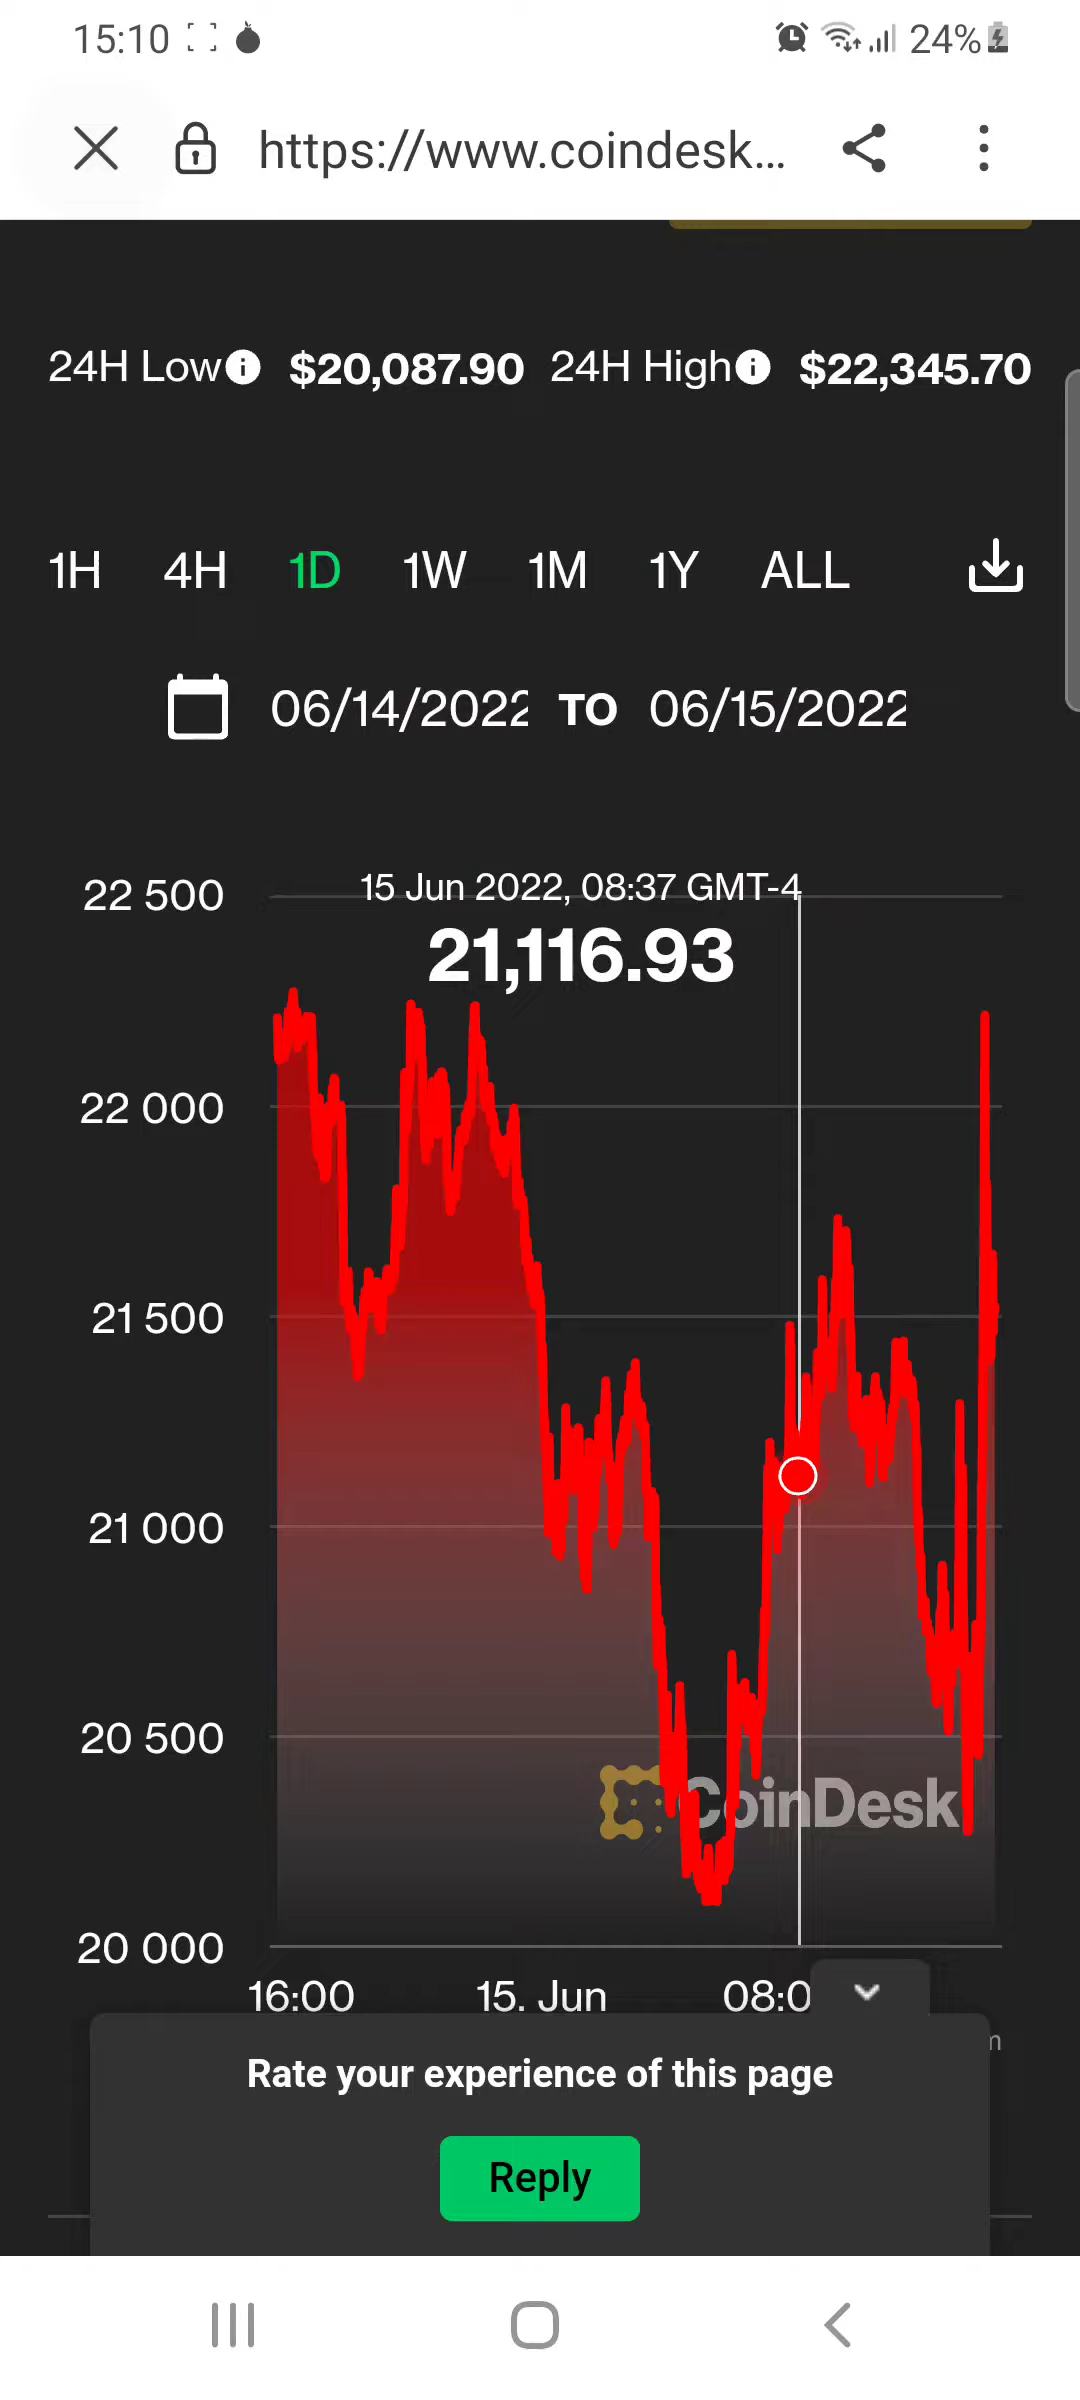 15:10 24%
https://www.coindesk...
24H Low $20,087.90 24H High $22,345.70
1H 4H 1D 1W 1M 1Y ALL
06/14/2022 TO 06/15/2022
15 Jun 2022, 08:37 GMT-4
21,116.93
22 500
22 000
21 500
21 000
20 500
20 000
CoinDesk
16:00 15. Jun 08:0
Rate your experience of this page
Reply